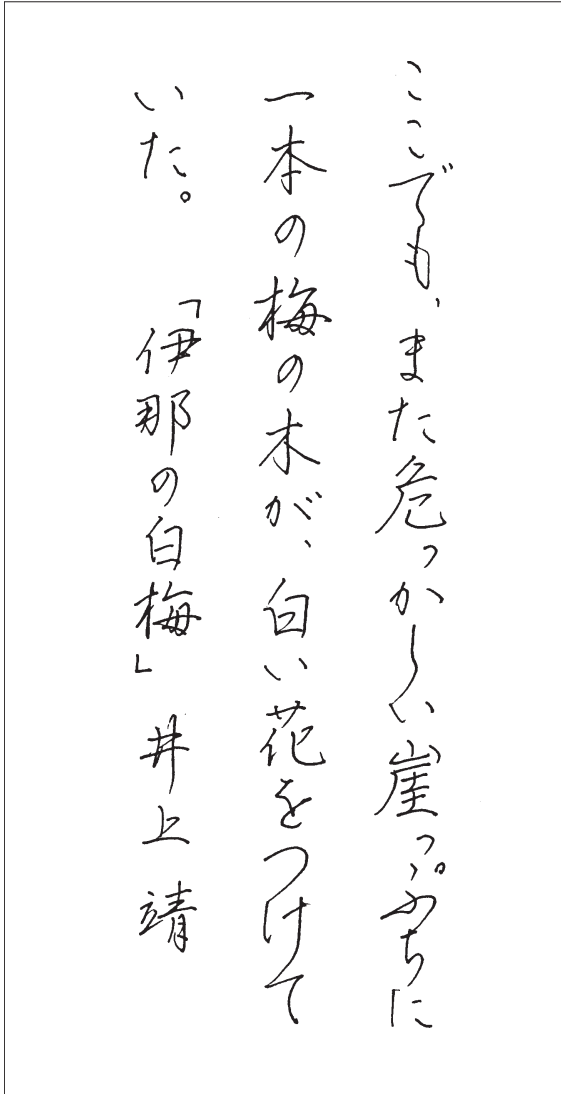 ここでも、また危っかしい崖っぷちに
一本の梅の木が、白い花をつけて
いた。　「伊那の白梅」　井上　靖